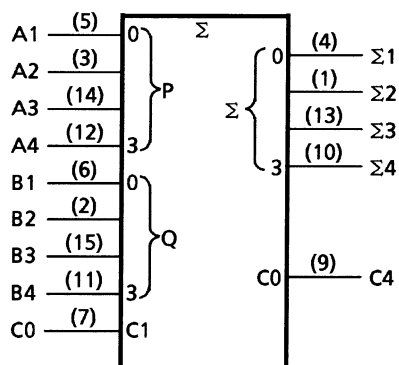 (5) Σ
A1 0 (4)
(3) 0 Σ1
A2 (1)
(14) P Σ2
A3 Σ (13)
(12) Σ3
A4 3 (10)
(6) 3 Σ4
B1 0
(2)
B2
(15) Q
B3 (9)
(11) C0 C4
B4 3
(7)
C0 C1